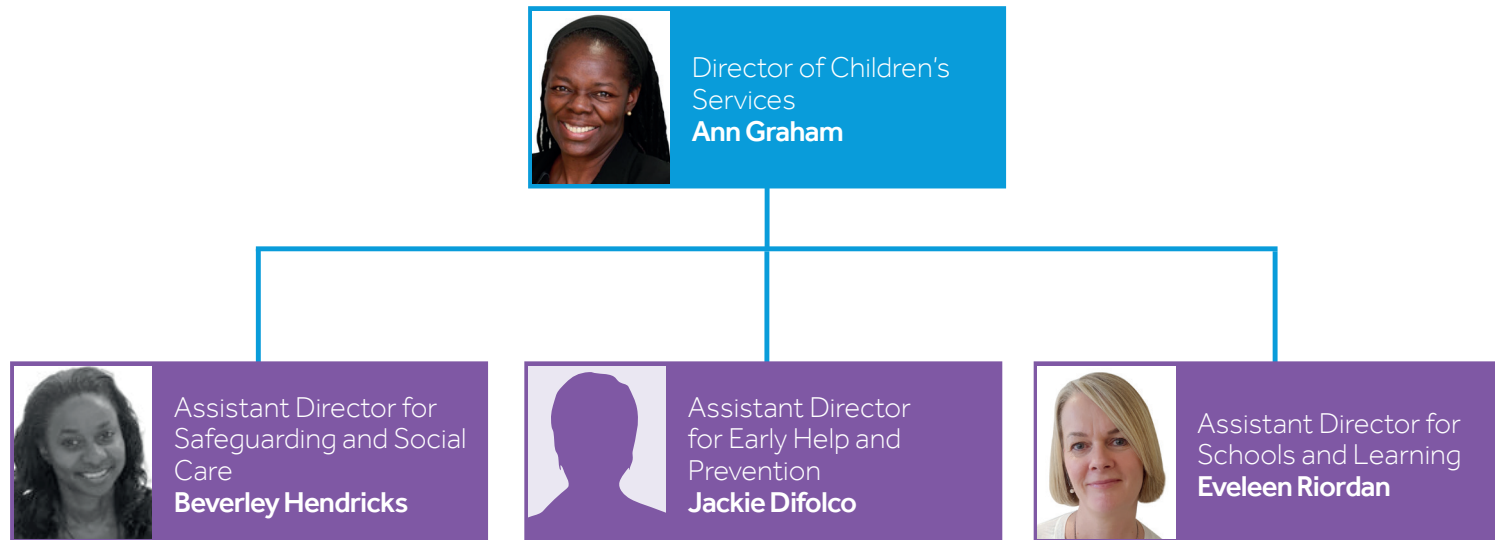 Director of Children's
Services
Ann Graham
Assistant Director for
Safeguarding and Social
Care
Beverley Hendricks
Assistant Director
for Early Help and
Prevention
Jackie Difolco
Assistant Director for
Schools and Learning
Eveleen Riordan